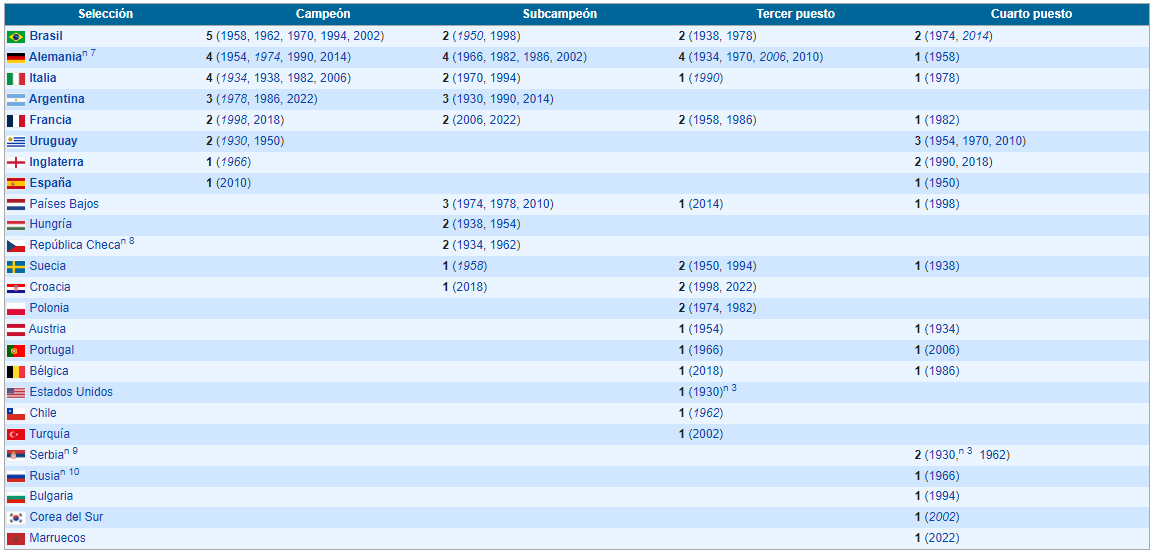 Selección Campeón Subcampeón Tercer puesto Cuarto puesto
Brasil 5 (1958, 1962, 1970, 1994, 2002) 2 (1950, 1998) 2 (1938, 1978) 2 (1974, 2014)
Alemania n 7 4 (1954, 1974, 1990, 2014) 4 (1966, 1982, 1986, 2002) 4 (1934, 1970, 2006, 2010) 1 (1958)
Italia 4 (1934, 1938, 1982, 2006) 2 (1970, 1994) 1 (1990) 1 (1978)
Argentina 3 (1978, 1986, 2022) 3 (1930, 1990, 2014)
Francia 2 (1998, 2018) 2 (2006, 2022) 2 (1958, 1986) 1 (1982)
Uruguay 2 (1930, 1950) 3 (1954, 1970, 2010)
Inglaterra 1 (1966) 2 (1990, 2018)
España 1 (2010) 1 (1950)
Países Bajos 3 (1974, 1978, 2010) 1 (2014) 1 (1998)
Hungría 2 (1938, 1954)
República Checa n 8 2 (1934, 1962)
Suecia 1 (1958) 2 (1950, 1994) 1 (1938)
Croacia 1 (2018) 2 (1998, 2022)
Polonia 2 (1974, 1982)
Austria 1 (1954) 1 (1934)
Portugal 1 (1966) 1 (2006)
Bélgica 1 (2018) 1 (1986)
Estados Unidos 1 (1930) n 3
Chile 1 (1962)
Turquía 1 (2002)
Serbia n 9 2 (1930, n 3 1962)
Rusia n 10 1 (1966)
Bulgaria 1 (1994)
Corea del Sur 1 (2002)
Marruecos 1 (2022)